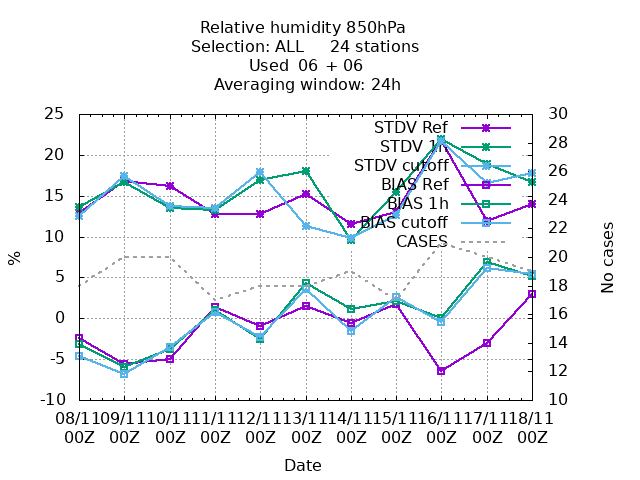 Relative humidity 850hPa
Selection: ALL 24 stations
Used 06 + 06
Averaging window: 24h
25 30
STDV Ref
28
STDV 1h
20
STDV cutoff
26
BIAS Ref
15 24
BIAS 1h
BIAS cutoff
22
10
CASES
20
%
No cases
5
18
0
16
14
-5
12
-10 10
08/11 09/11 10/11 11/11 12/11 13/11 14/11 15/11 16/11 17/11 18/11
00Z 00Z 00Z 00Z 00Z 00Z 00Z 00Z 00Z 00Z 00Z
Date